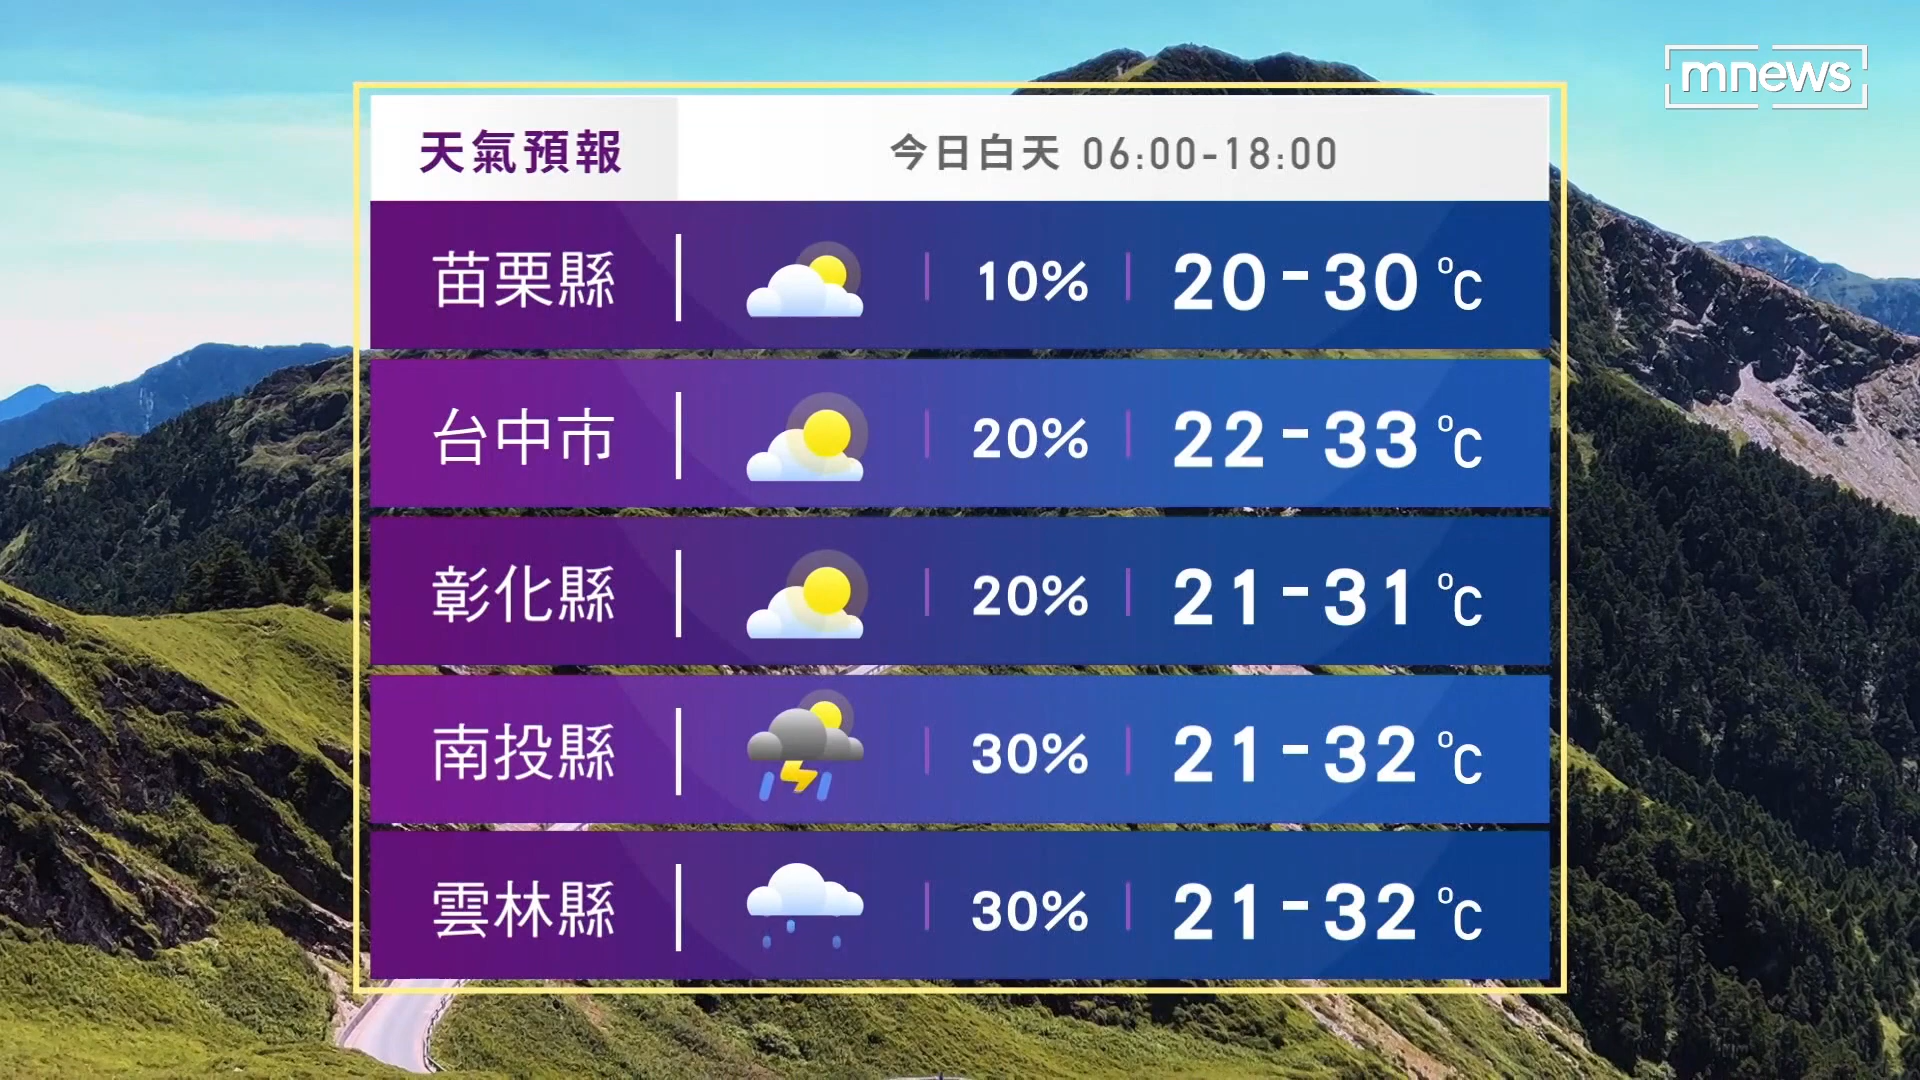 mnews
天氣預報 今日白天 06:00-18:00
苗栗縣 10% 20-30 °C
台中市 20% 22-33 °C
彰化縣 20% 21-31 °C
南投縣 30% 21-32 °C
雲林縣 30% 21-32 °C